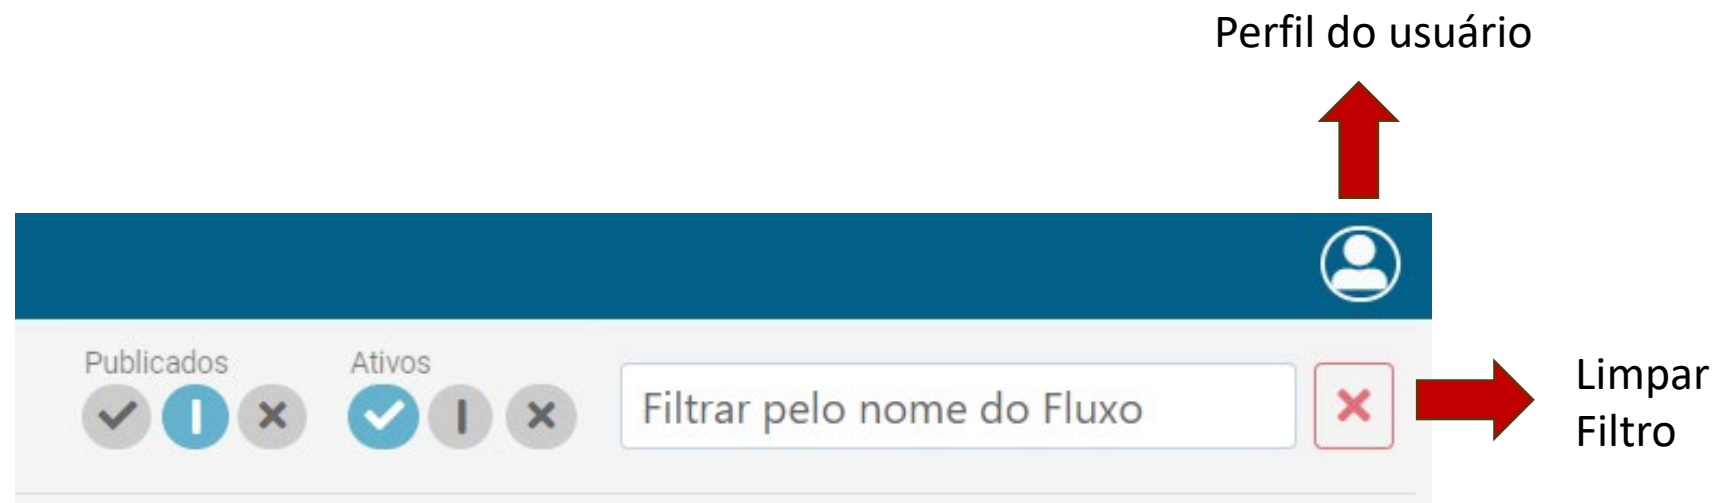 Perfil do usuário
Publicados
Ativos
Filtrar pelo nome do Fluxo
Limpar
Filtro